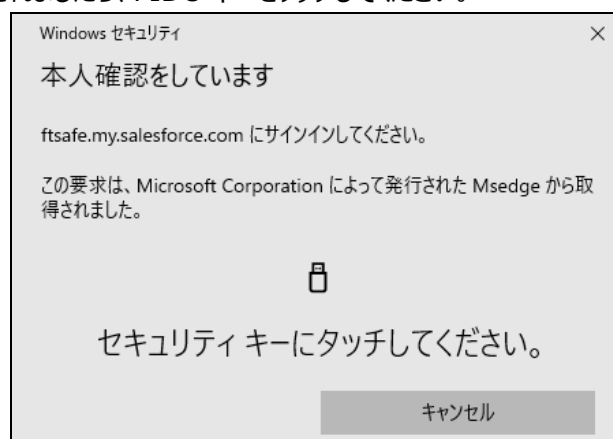 Windows セキュリティ
本人確認をしています
ftsafe.my.salesforce.com にサインインしてください。
この要求は、Microsoft Corporation によって発行された Msedge から取
得されました。
セキュリティ キーにタッチしてください。
キャンセル